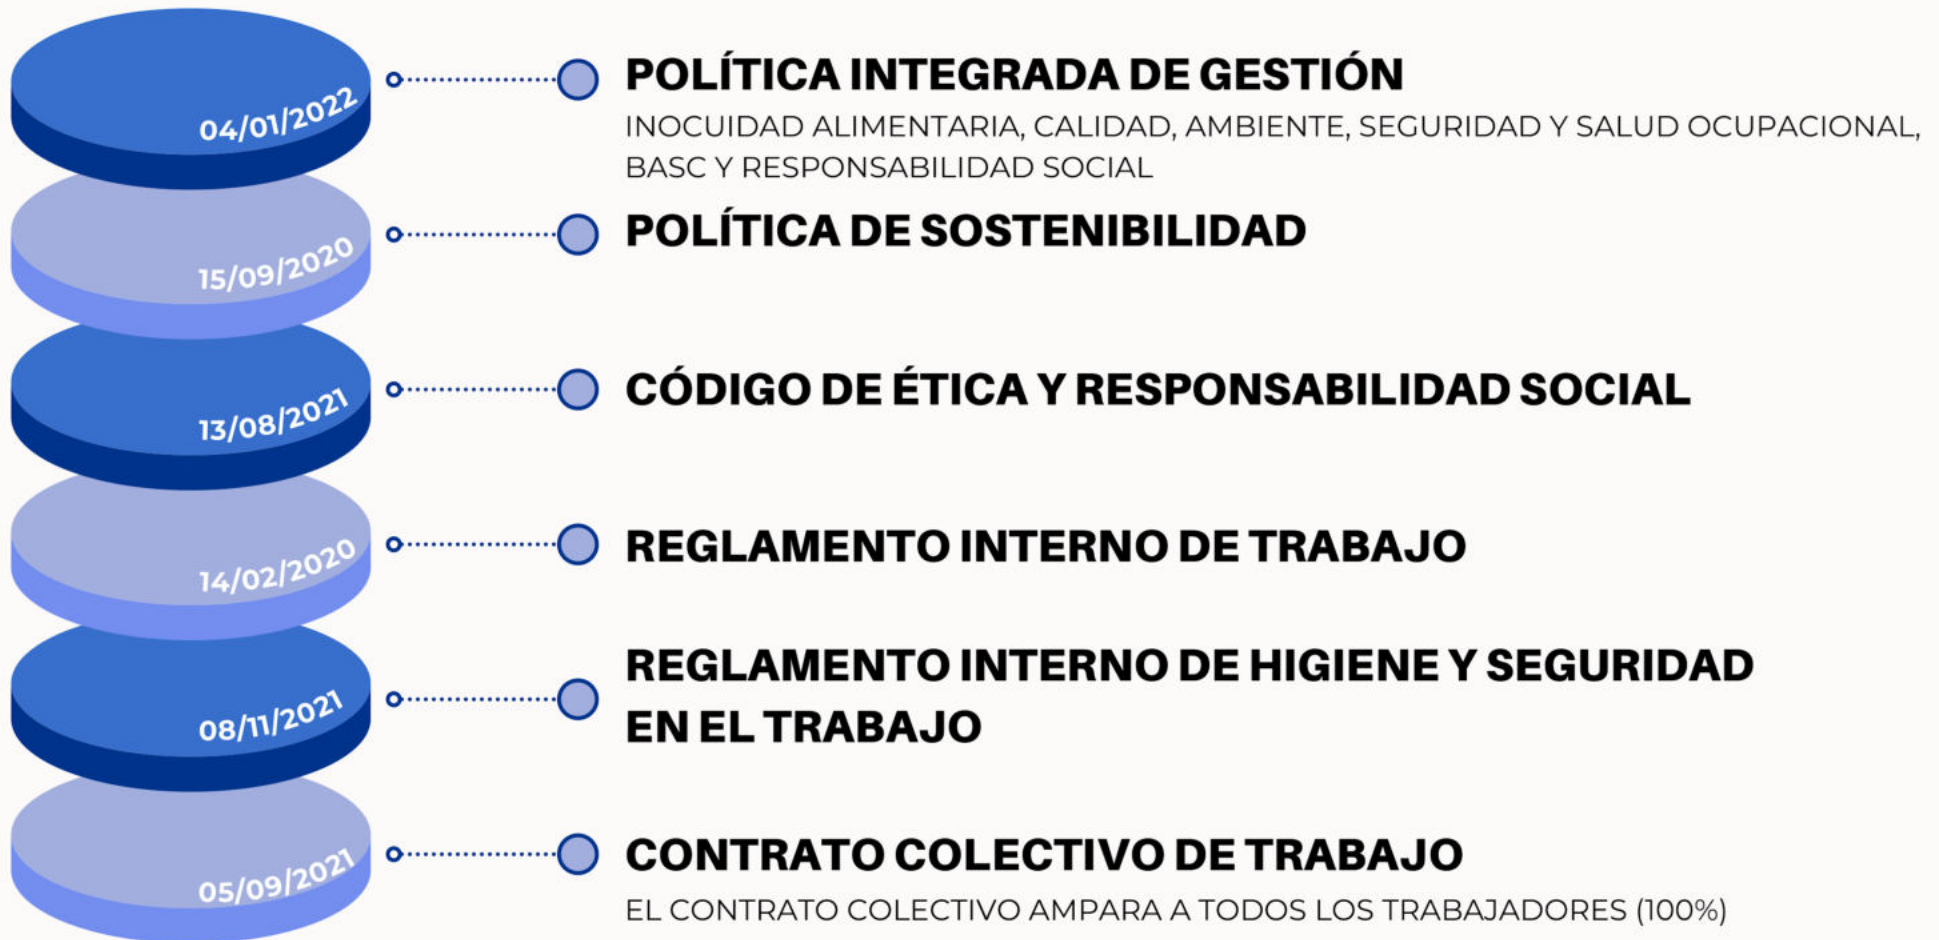 04/01/2022
POLÍTICA INTEGRADA DE GESTIÓN
INOCUIDAD ALIMENTARIA, CALIDAD, AMBIENTE, SEGURIDAD Y SALUD OCUPACIONAL,
BASC Y RESPONSABILIDAD SOCIAL
15/09/2020
POLÍTICA DE SOSTENIBILIDAD
13/08/2021
CÓDIGO DE ÉTICA Y RESPONSABILIDAD SOCIAL
14/02/2020
REGLAMENTO INTERNO DE TRABAJO
08/11/2021
REGLAMENTO INTERNO DE HIGIENE Y SEGURIDAD
EN EL TRABAJO
05/09/2021
CONTRATO COLECTIVO DE TRABAJO
EL CONTRATO COLECTIVO AMPARA A TODOS LOS TRABAJADORES (100%)